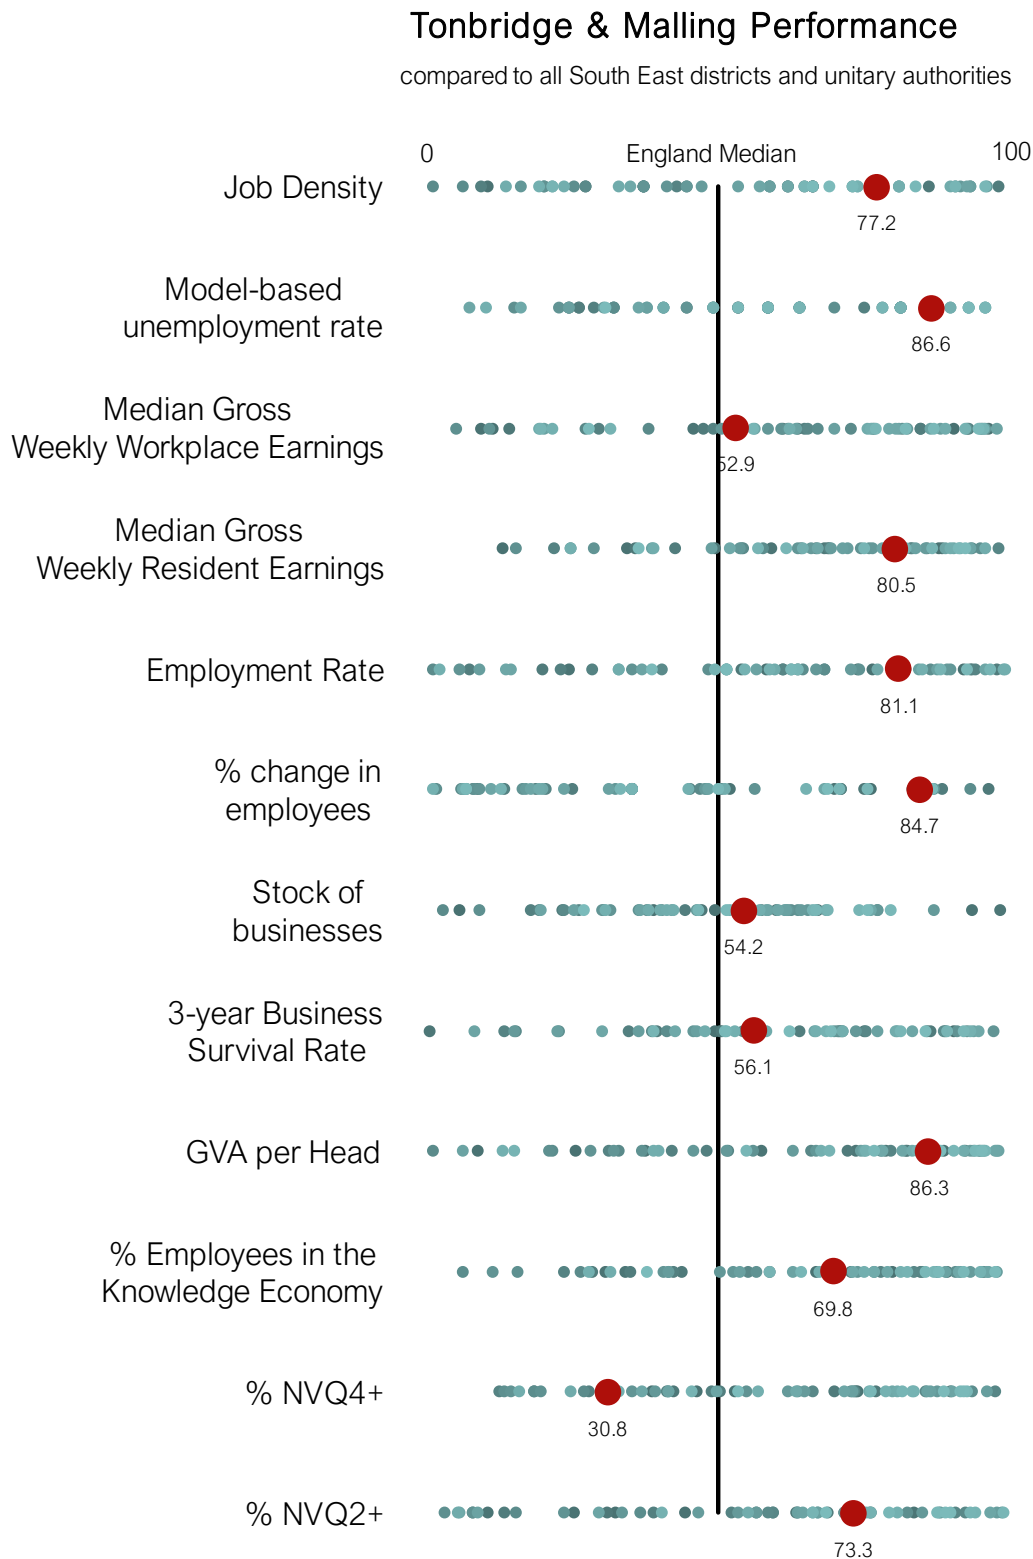 Tonbridge & Malling Performance
compared to all South East districts and unitary authorities
0
England Median
100
Job Density
77.2
Model-based
unemployment rate
86.6
Median Gross
Weekly Workplace Earnings
52.9
Median Gross
Weekly Resident Earnings
80.5
Employment Rate
81.1
% change in
employees
84.7
Stock of
businesses
54.2
3-year Business
Survival Rate
56.1
GVA per Head
86.3
% Employees in the
Knowledge Economy
69.8
% NVQ4+
30.8
% NVQ2+
73.3